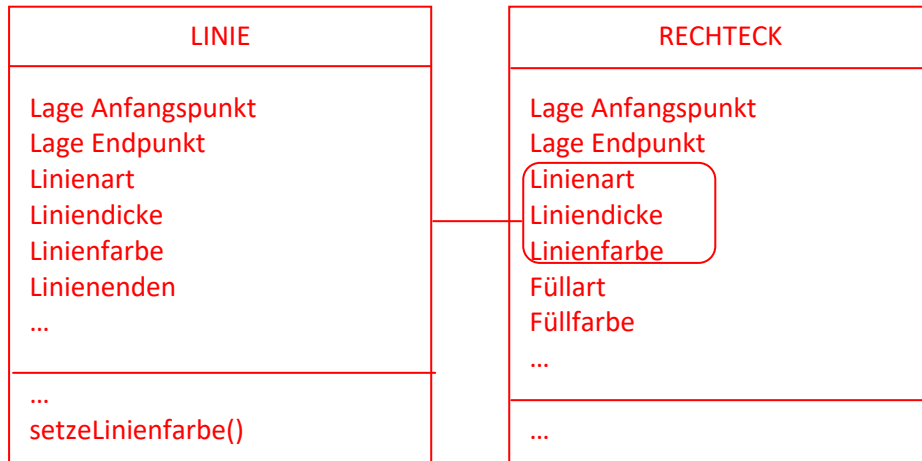 LINIE
Lage Anfangspunkt
Lage Endpunkt
Linienart
Liniendicke
Linienfarbe
Linienenden
...
...
setzeLinienfarbe()
RECHTECK
Lage Anfangspunkt
Lage Endpunkt
Linienart
Liniendicke
Linienfarbe
Füllart
Füllfarbe
...
...